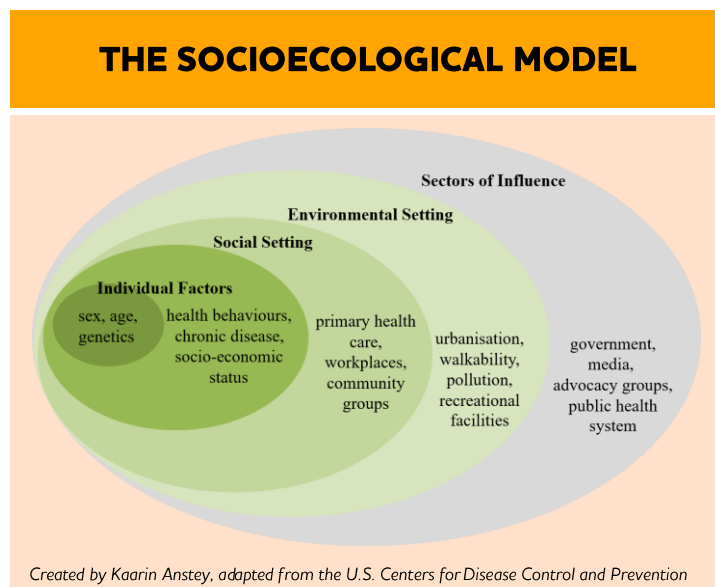 THE SOCIOECOLOGICAL MODEL
Sectors of Influence
Environmental Setting
Social Setting
Individual Factors
sex, age,
genetics
health behaviours,
chronic disease,
socio-economic
status
primary health
care,
workplaces,
community
groups
urbanisation,
walkability,
pollution,
recreational
facilities
government,
media,
advocacy groups,
public health
system
Created by Kaarin Anstey, adapted from the U.S. Centers for Disease Control and Prevention